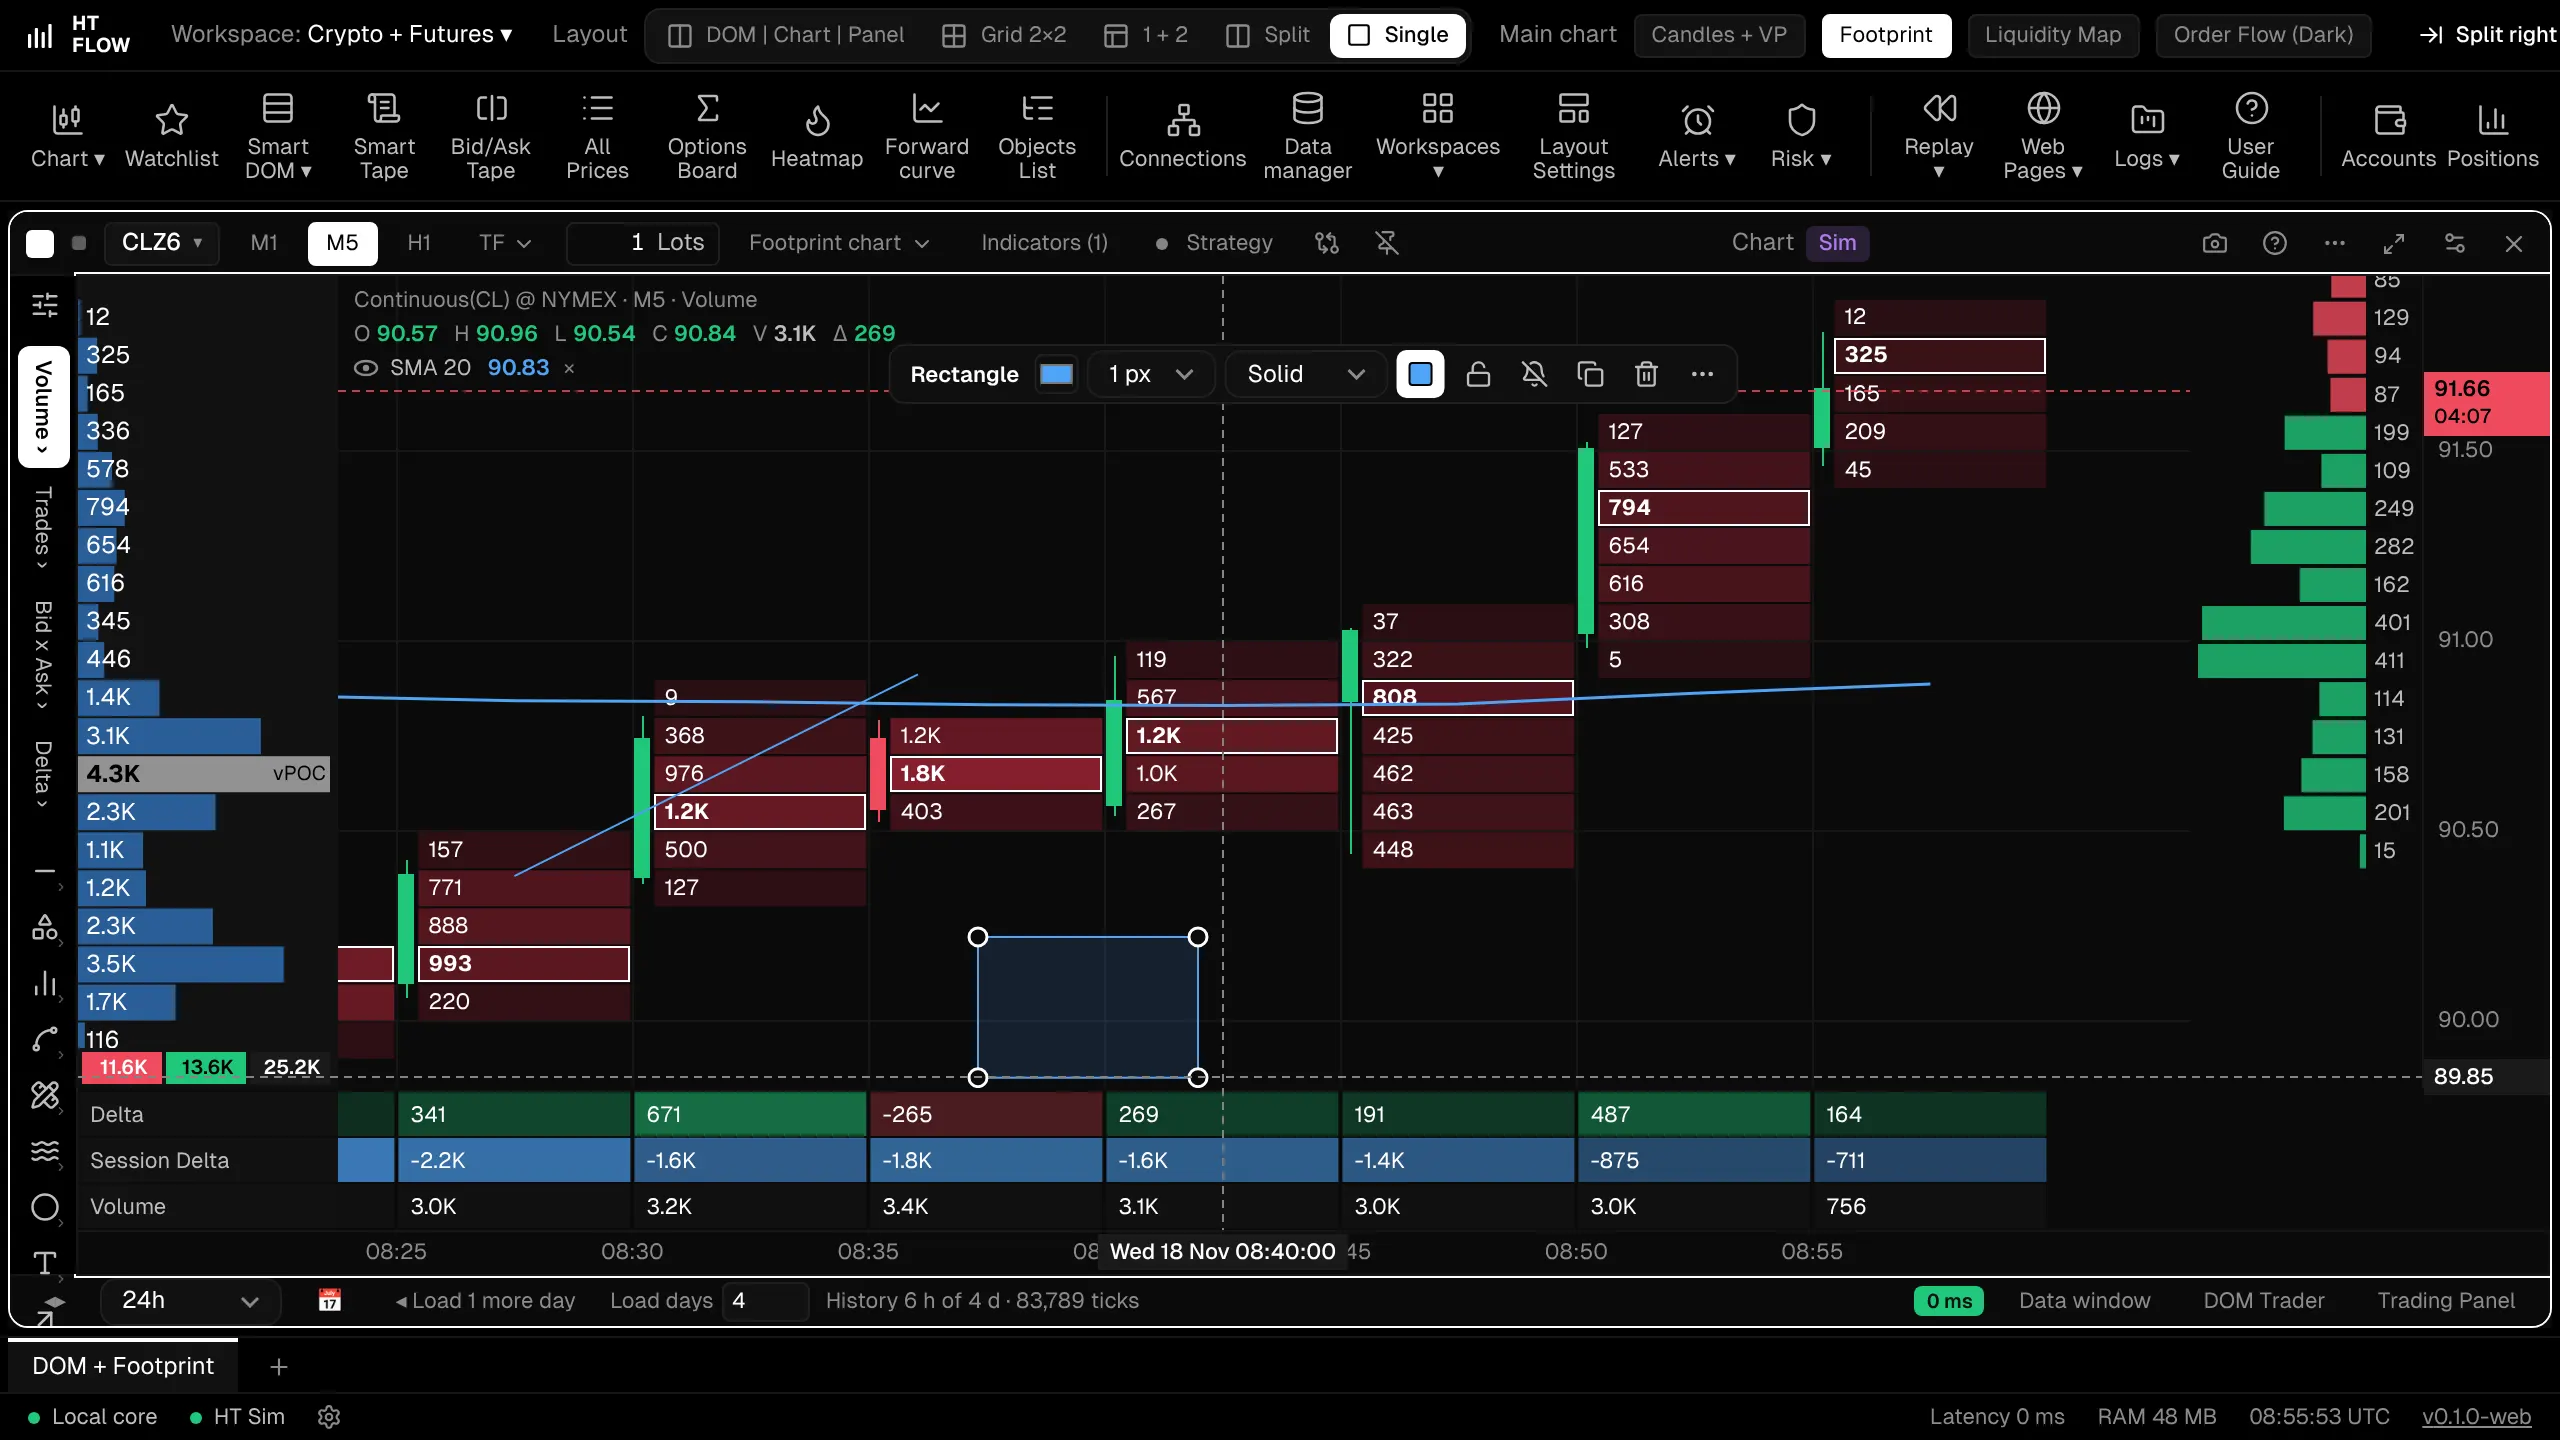 HT FLOW
Workspace: Crypto + Futures ▾
Layout
DOM | Chart | Panel
Grid 2×2
1 + 2
Split
Single
Main chart
Candles + VP
Footprint
Liquidity Map
Order Flow (Dark)
Split right
Chart ▾
Watchlist
Smart DOM ▾
Smart Tape
Bid/Ask Tape
All Prices
Options Board
Heatmap
Forward curve
Objects List
Connections
Data manager
Workspaces ▾
Layout Settings
Alerts ▾
Risk ▾
Replay ▾
Web Pages ▾
Logs ▾
User Guide
Accounts
Positions
CLZ6 ▾
M1
M5
H1
TF
1 Lots
Footprint chart
Indicators (1)
Strategy
Chart
Sim
Volume ›
Trades ›
Bid x Ask ›
Delta ›
Continuous(CL) @ NYMEX · M5 · Volume
O 90.57 H 90.96 L 90.54 C 90.84 V 3.1K Δ 269
SMA 20 90.83 ×
Rectangle
1 px
Solid
12
325
165
336
578
794
654
616
345
446
1.4K
3.1K
4.3K vPOC
2.3K
1.1K
1.2K
2.3K
3.5K
1.7K
116
11.6K 13.6K 25.2K
157
771
888
993
220
9
368
976
1.2K
500
127
1.2K
1.8K
403
119
567
1.2K
1.0K
267
37
322
808
425
462
463
448
127
533
794
654
616
308
5
12
325
165
209
45
85
129
94
87
199
109
249
282
162
401
411
114
131
158
201
15
91.66
04:07
91.50
91.00
90.50
90.00
89.85
Delta 341 671 -265 269 191 487 164
Session Delta -2.2K -1.6K -1.8K -1.6K -1.4K -875 -711
Volume 3.0K 3.2K 3.4K 3.1K 3.0K 3.0K 756
08:25 08:30 08:35 08 Wed 18 Nov 08:40:00 45 08:50 08:55
24h
Load 1 more day
Load days 4
History 6 h of 4 d · 83,789 ticks
0 ms
Data window
DOM Trader
Trading Panel
DOM + Footprint
+
Local core
HT Sim
Latency 0 ms
RAM 48 MB
08:55:53 UTC
v0.1.0-web